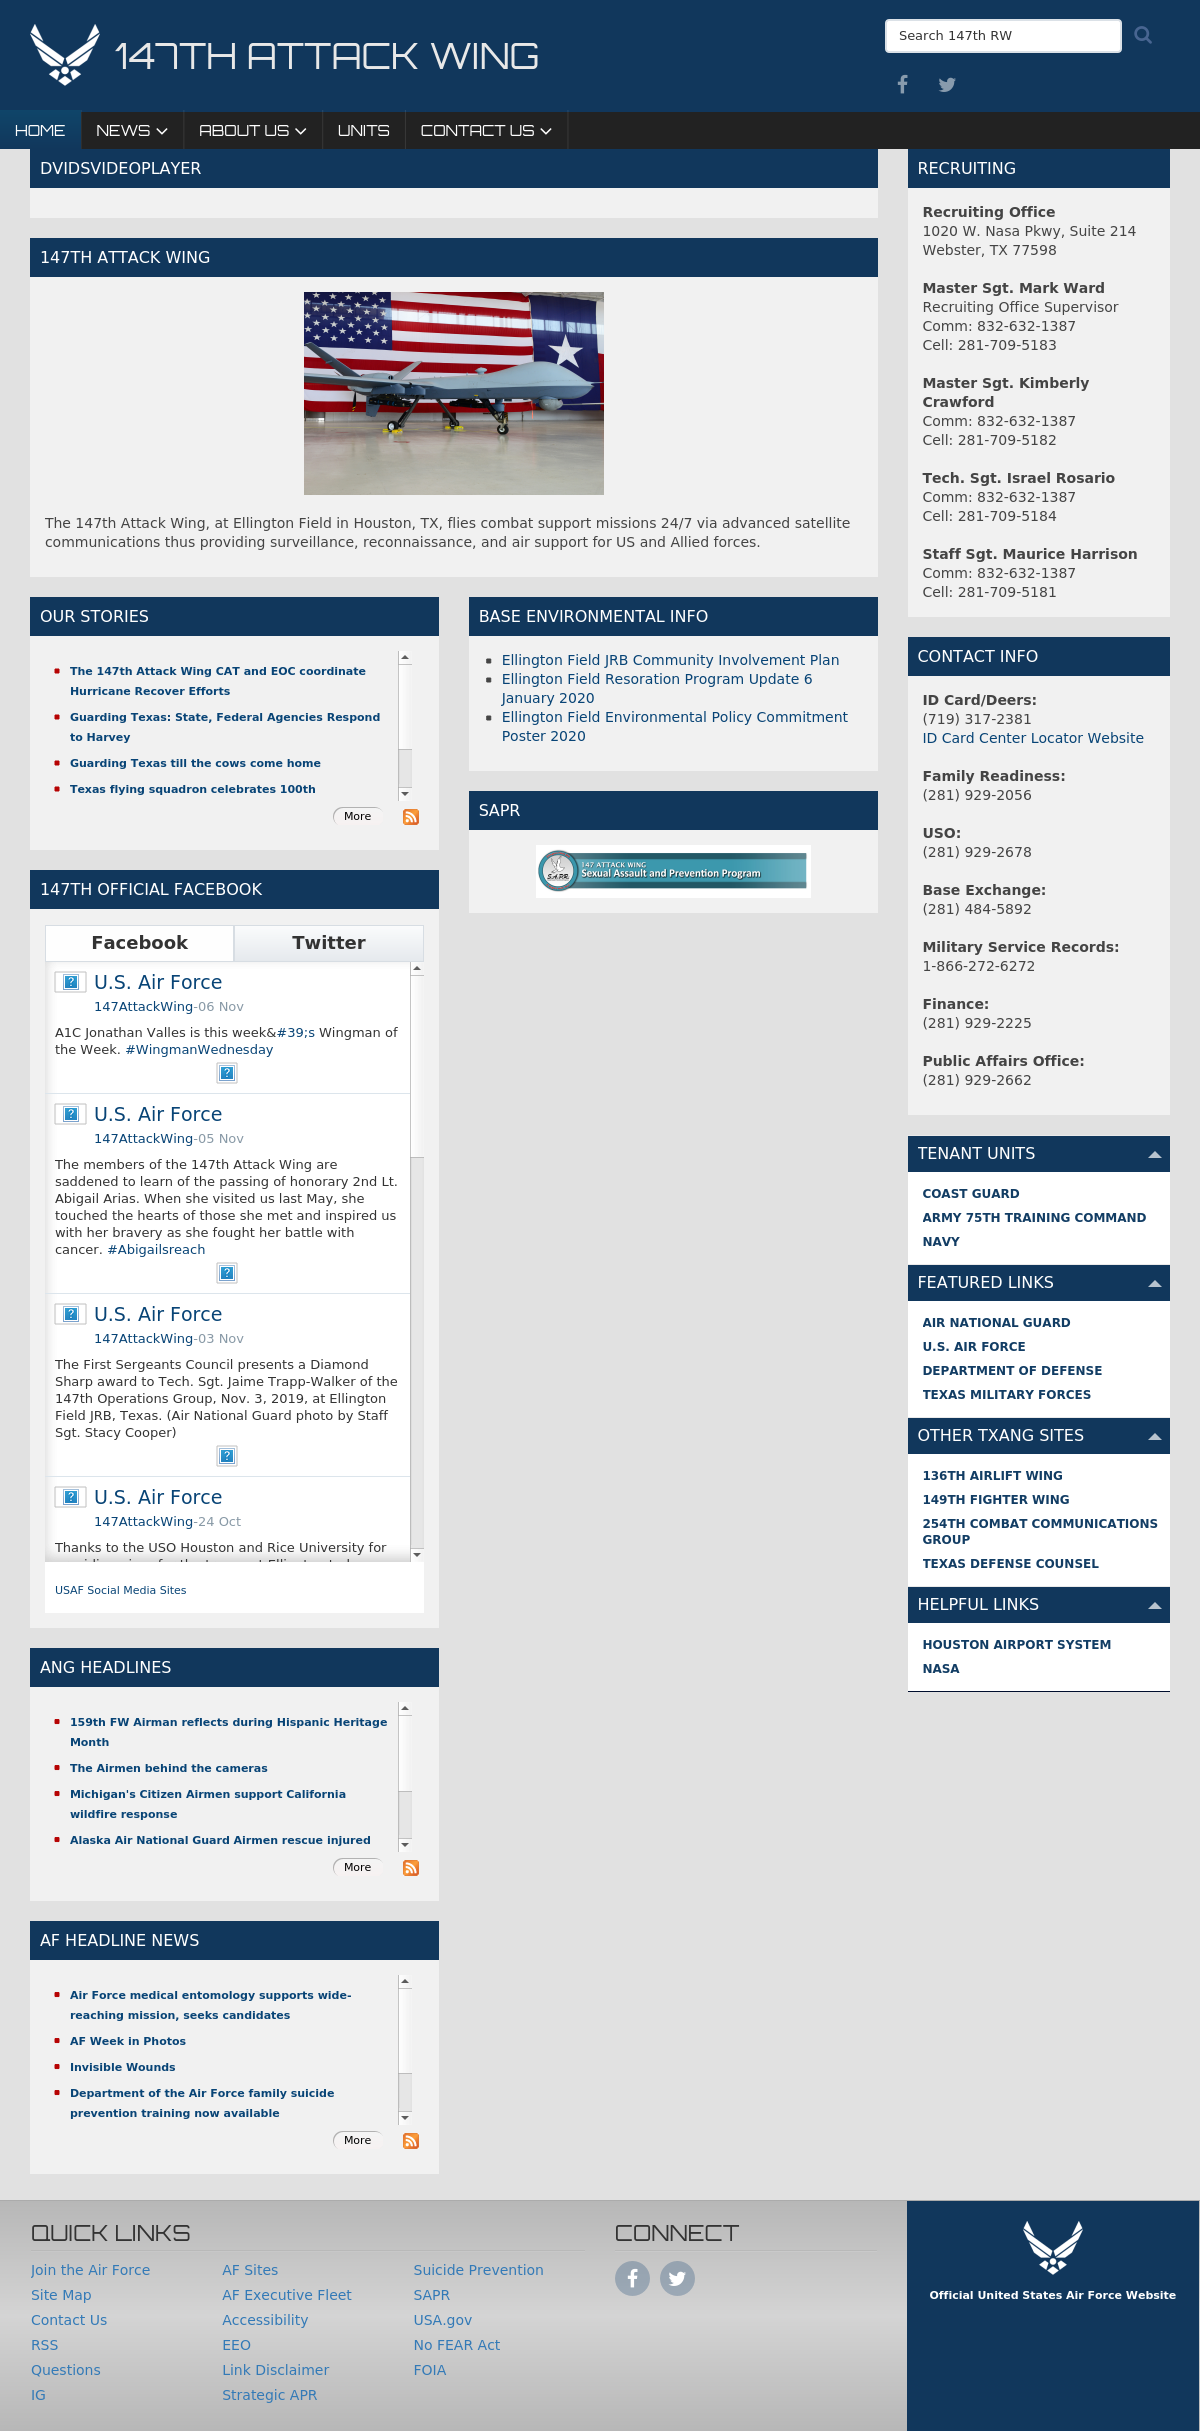 147TH ATTACK WING
Search 147th RW
HOME
NEWS
ABOUT US
UNITS
CONTACT US
DVIDSVIDEOPLAYER
147TH ATTACK WING
The 147th Attack Wing, at Ellington Field in Houston, TX, flies combat support missions 24/7 via advanced satellite
communications thus providing surveillance, reconnaissance, and air support for US and Allied forces.
OUR STORIES
The 147th Attack Wing CAT and EOC coordinate
Hurricane Recover Efforts
Guarding Texas: State, Federal Agencies Respond
to Harvey
Guarding Texas till the cows come home
Texas flying squadron celebrates 100th
More
147TH OFFICIAL FACEBOOK
Facebook
Twitter
U.S. Air Force
147AttackWing-06 Nov
A1C Jonathan Valles is this week&#39;s Wingman of
the Week. #WingmanWednesday
U.S. Air Force
147AttackWing-05 Nov
The members of the 147th Attack Wing are
saddened to learn of the passing of honorary 2nd Lt.
Abigail Arias. When she visited us last May, she
touched the hearts of those she met and inspired us
with her bravery as she fought her battle with
cancer. #Abigailsreach
U.S. Air Force
147AttackWing-03 Nov
The First Sergeants Council presents a Diamond
Sharp award to Tech. Sgt. Jaime Trapp-Walker of the
147th Operations Group, Nov. 3, 2019, at Ellington
Field JRB, Texas. (Air National Guard photo by Staff
Sgt. Stacy Cooper)
U.S. Air Force
147AttackWing-24 Oct
Thanks to the USO Houston and Rice University for
USAF Social Media Sites
ANG HEADLINES
159th FW Airman reflects during Hispanic Heritage
Month
The Airmen behind the cameras
Michigan's Citizen Airmen support California
wildfire response
Alaska Air National Guard Airmen rescue injured
More
AF HEADLINE NEWS
Air Force medical entomology supports wide-
reaching mission, seeks candidates
AF Week in Photos
Invisible Wounds
Department of the Air Force family suicide
prevention training now available
More
BASE ENVIRONMENTAL INFO
Ellington Field JRB Community Involvement Plan
Ellington Field Resoration Program Update 6
January 2020
Ellington Field Environmental Policy Commitment
Poster 2020
SAPR
S.A.P.R.
147 ATTACK WING
Sexual Assault and Prevention Program
RECRUITING
Recruiting Office
1020 W. Nasa Pkwy, Suite 214
Webster, TX 77598
Master Sgt. Mark Ward
Recruiting Office Supervisor
Comm: 832-632-1387
Cell: 281-709-5183
Master Sgt. Kimberly
Crawford
Comm: 832-632-1387
Cell: 281-709-5182
Tech. Sgt. Israel Rosario
Comm: 832-632-1387
Cell: 281-709-5184
Staff Sgt. Maurice Harrison
Comm: 832-632-1387
Cell: 281-709-5181
CONTACT INFO
ID Card/Deers:
(719) 317-2381
ID Card Center Locator Website
Family Readiness:
(281) 929-2056
USO:
(281) 929-2678
Base Exchange:
(281) 484-5892
Military Service Records:
1-866-272-6272
Finance:
(281) 929-2225
Public Affairs Office:
(281) 929-2662
TENANT UNITS
COAST GUARD
ARMY 75TH TRAINING COMMAND
NAVY
FEATURED LINKS
AIR NATIONAL GUARD
U.S. AIR FORCE
DEPARTMENT OF DEFENSE
TEXAS MILITARY FORCES
OTHER TXANG SITES
136TH AIRLIFT WING
149TH FIGHTER WING
254TH COMBAT COMMUNICATIONS
GROUP
TEXAS DEFENSE COUNSEL
HELPFUL LINKS
HOUSTON AIRPORT SYSTEM
NASA
QUICK LINKS
Join the Air Force
Site Map
Contact Us
RSS
Questions
IG
AF Sites
AF Executive Fleet
Accessibility
EEO
Link Disclaimer
Strategic APR
Suicide Prevention
SAPR
USA.gov
No FEAR Act
FOIA
CONNECT
Official United States Air Force Website